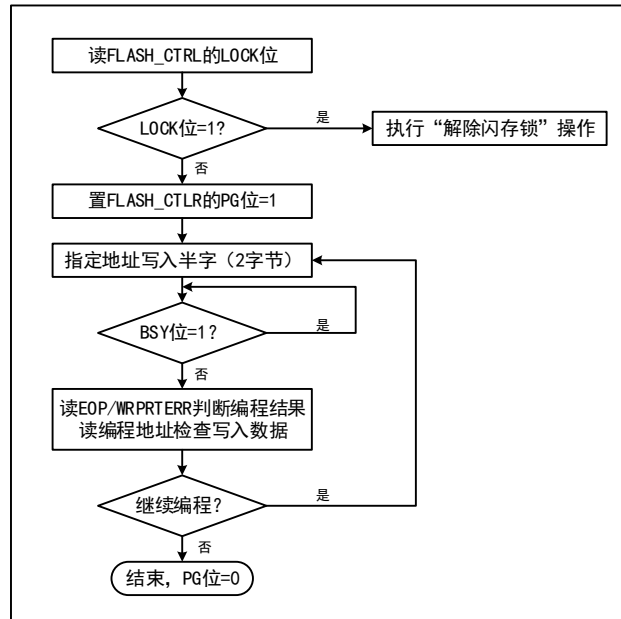 读FLASH_CTRL的LOCK位
LOCK位=1?
是
执行“解除闪存锁”操作
否
置FLASH_CTLR的PG位=1
指定地址写入半字（2字节）
BSY位=1?
是
否
读EOP/WRPRTERR判断编程结果
读编程地址检查写入数据
继续编程?
是
否
结束, PG位=0